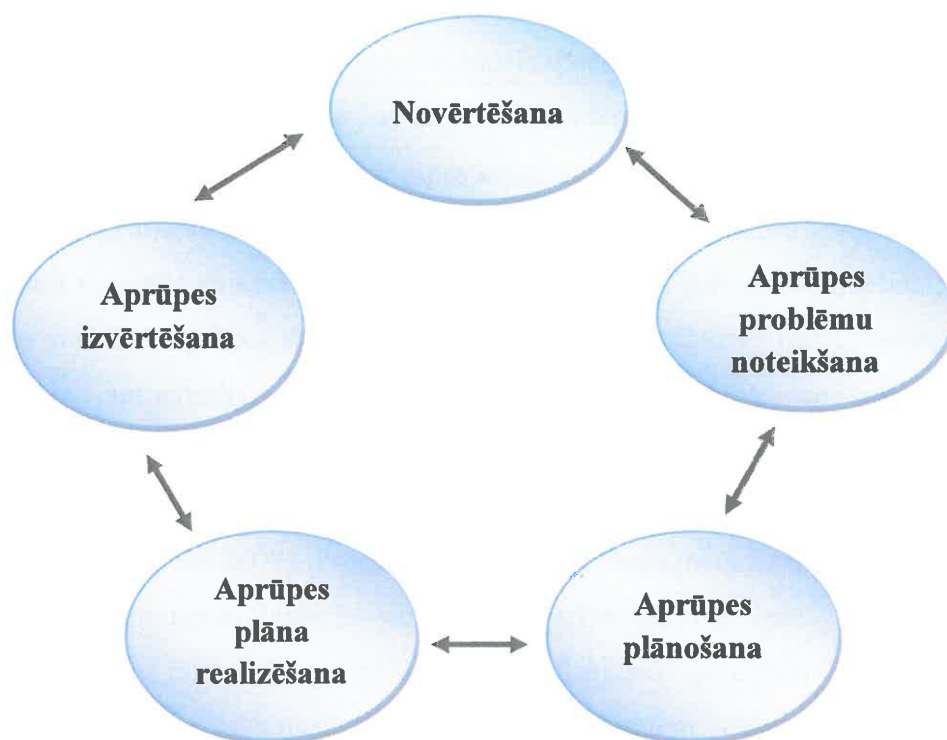 Novērtēšana
Aprūpes
problēmu
noteikšana
Aprūpes
plānošana
Aprūpes
plāna
realizēšana
Aprūpes
izvērtēšana